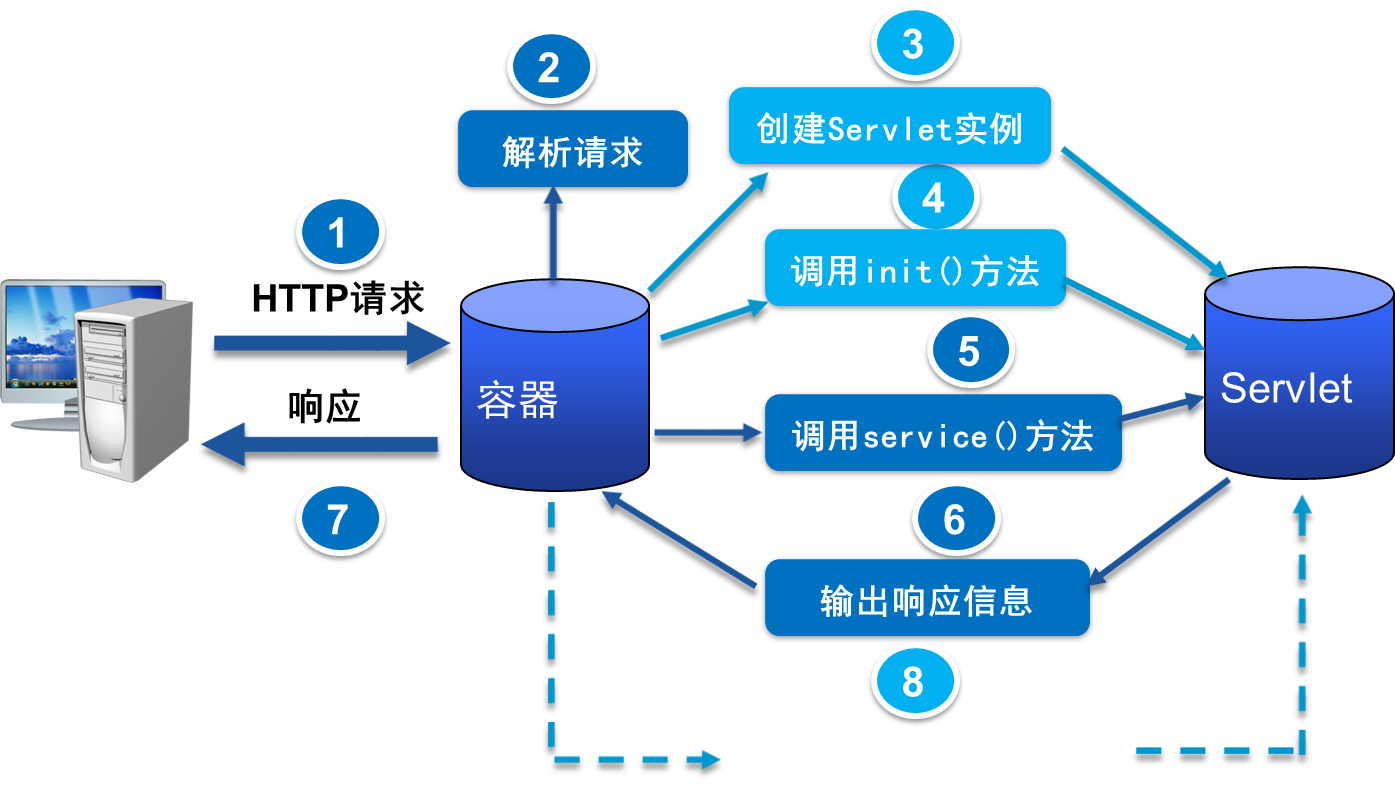 1
HTTP请求
2
解析请求
3
创建Servlet实例
4
调用init()方法
5
调用service()方法
容器
Servlet
6
输出响应信息
响应
7
8